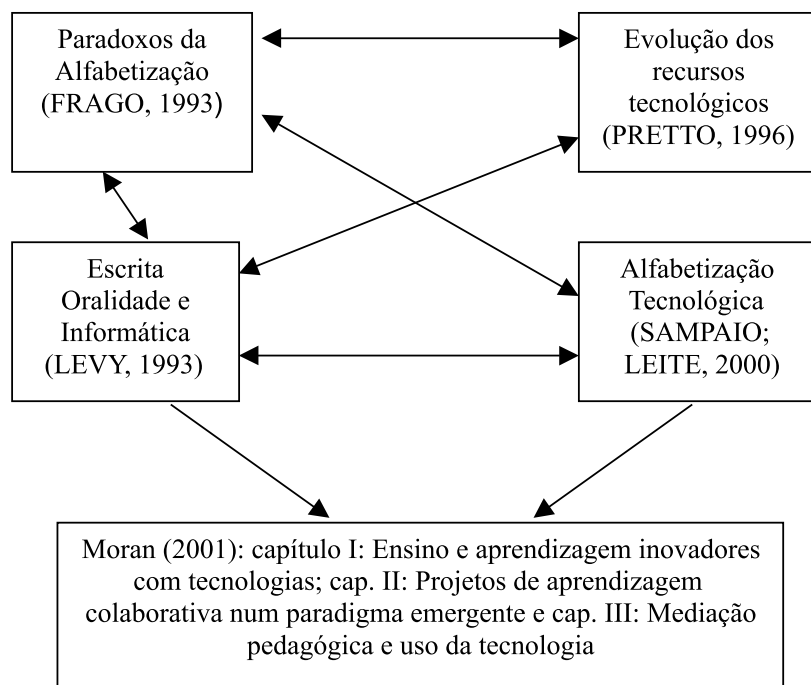 Paradoxos da
Alfabetização
(FRAGO, 1993)
Evolução dos
recursos
tecnológicos
(PRETTO, 1996)
Escrita
Oralidade e
Informática
(LEVY, 1993)
Alfabetização
Tecnológica
(SAMPAIO;
LEITE, 2000)
Moran (2001): capítulo I: Ensino e aprendizagem inovadores
com tecnologias; cap. II: Projetos de aprendizagem
colaborativa num paradigma emergente e cap. III: Mediação
pedagógica e uso da tecnologia